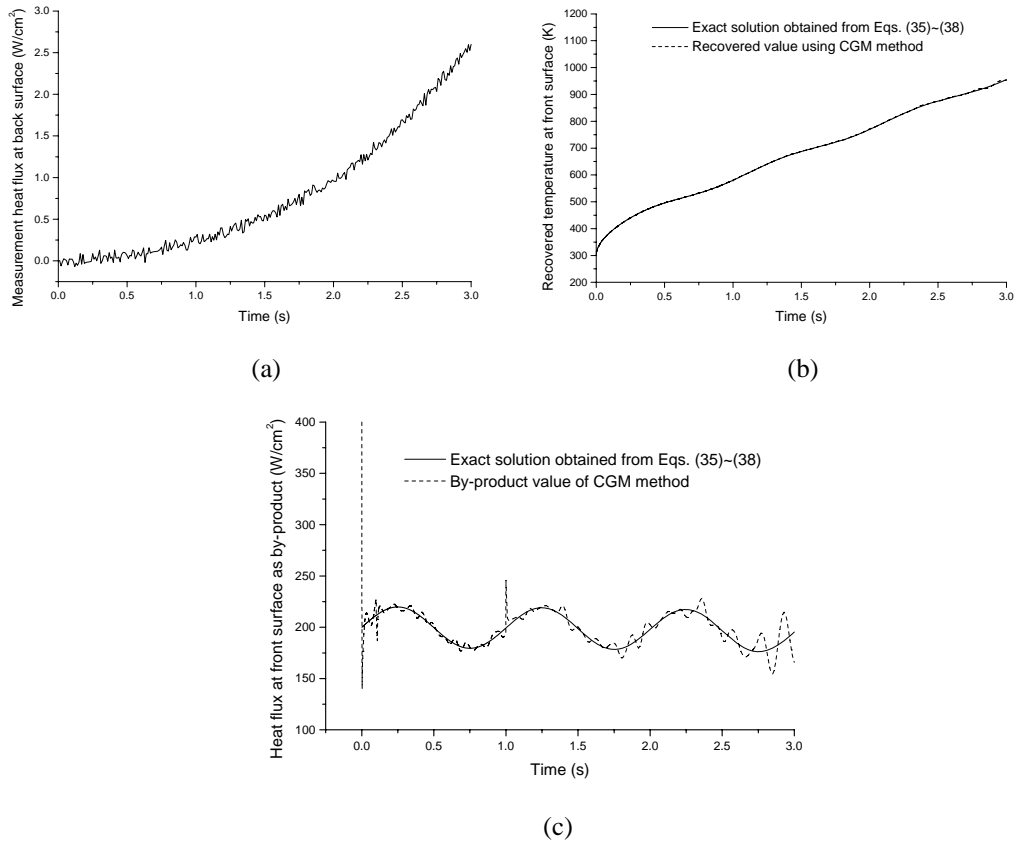 Measurement heat flux at back surface (W/cm²)
3.0
2.5
2.0
1.5
1.0
0.5
0.0
0.0 0.5 1.0 1.5 2.0 2.5 3.0
Time (s)
(a)
Recovered temperature at front surface (K)
1200
1100
1000
900
800
700
600
500
400
300
200
Exact solution obtained from Eqs. (35)~(38)
Recovered value using CGM method
0.0 0.5 1.0 1.5 2.0 2.5 3.0
Time (s)
(b)
Heat flux at front surface as by-product (W/cm²)
400
350
300
250
200
150
100
Exact solution obtained from Eqs. (35)~(38)
By-product value of CGM method
0.0 0.5 1.0 1.5 2.0 2.5 3.0
Time (s)
(c)